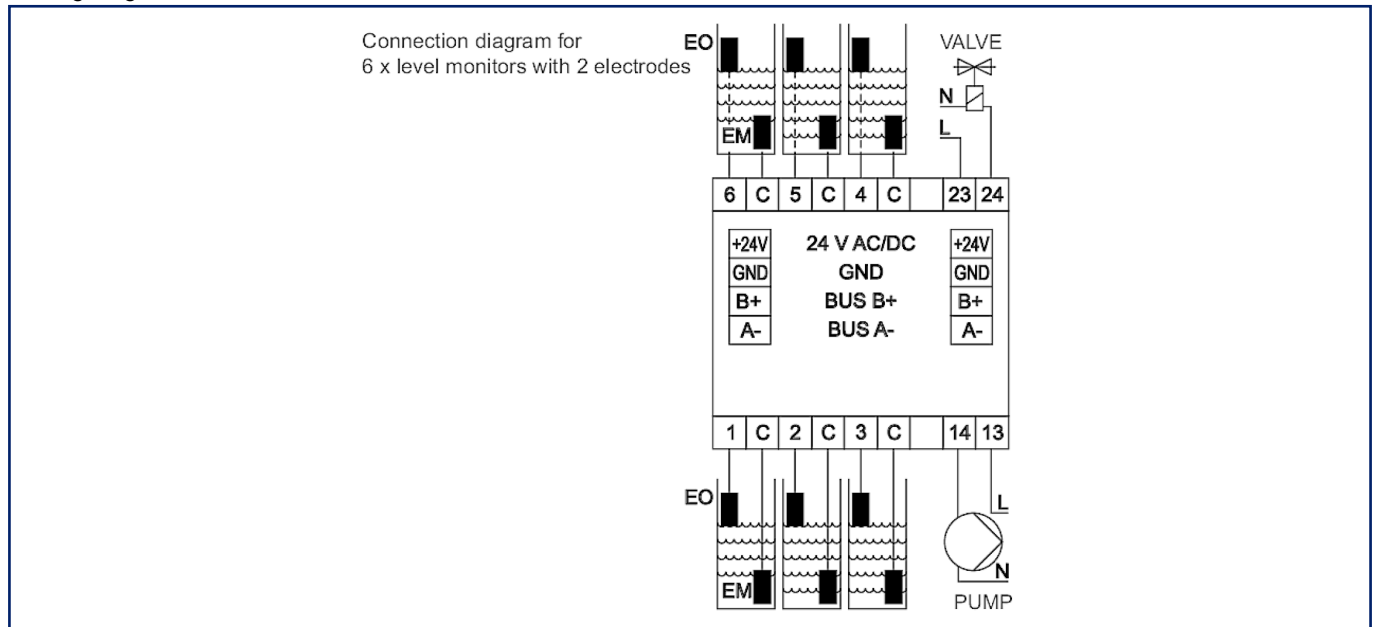 Connection diagram for
6 x level monitors with 2 electrodes
EO
VALVE
N
L
EM
6 C 5 C 4 C 23 24
+24V 24 V AC/DC +24V
GND GND GND
B+ BUS B+ B+
A- BUS A- A-
1 C 2 C 3 C 14 13
EO
L
EM
N
PUMP